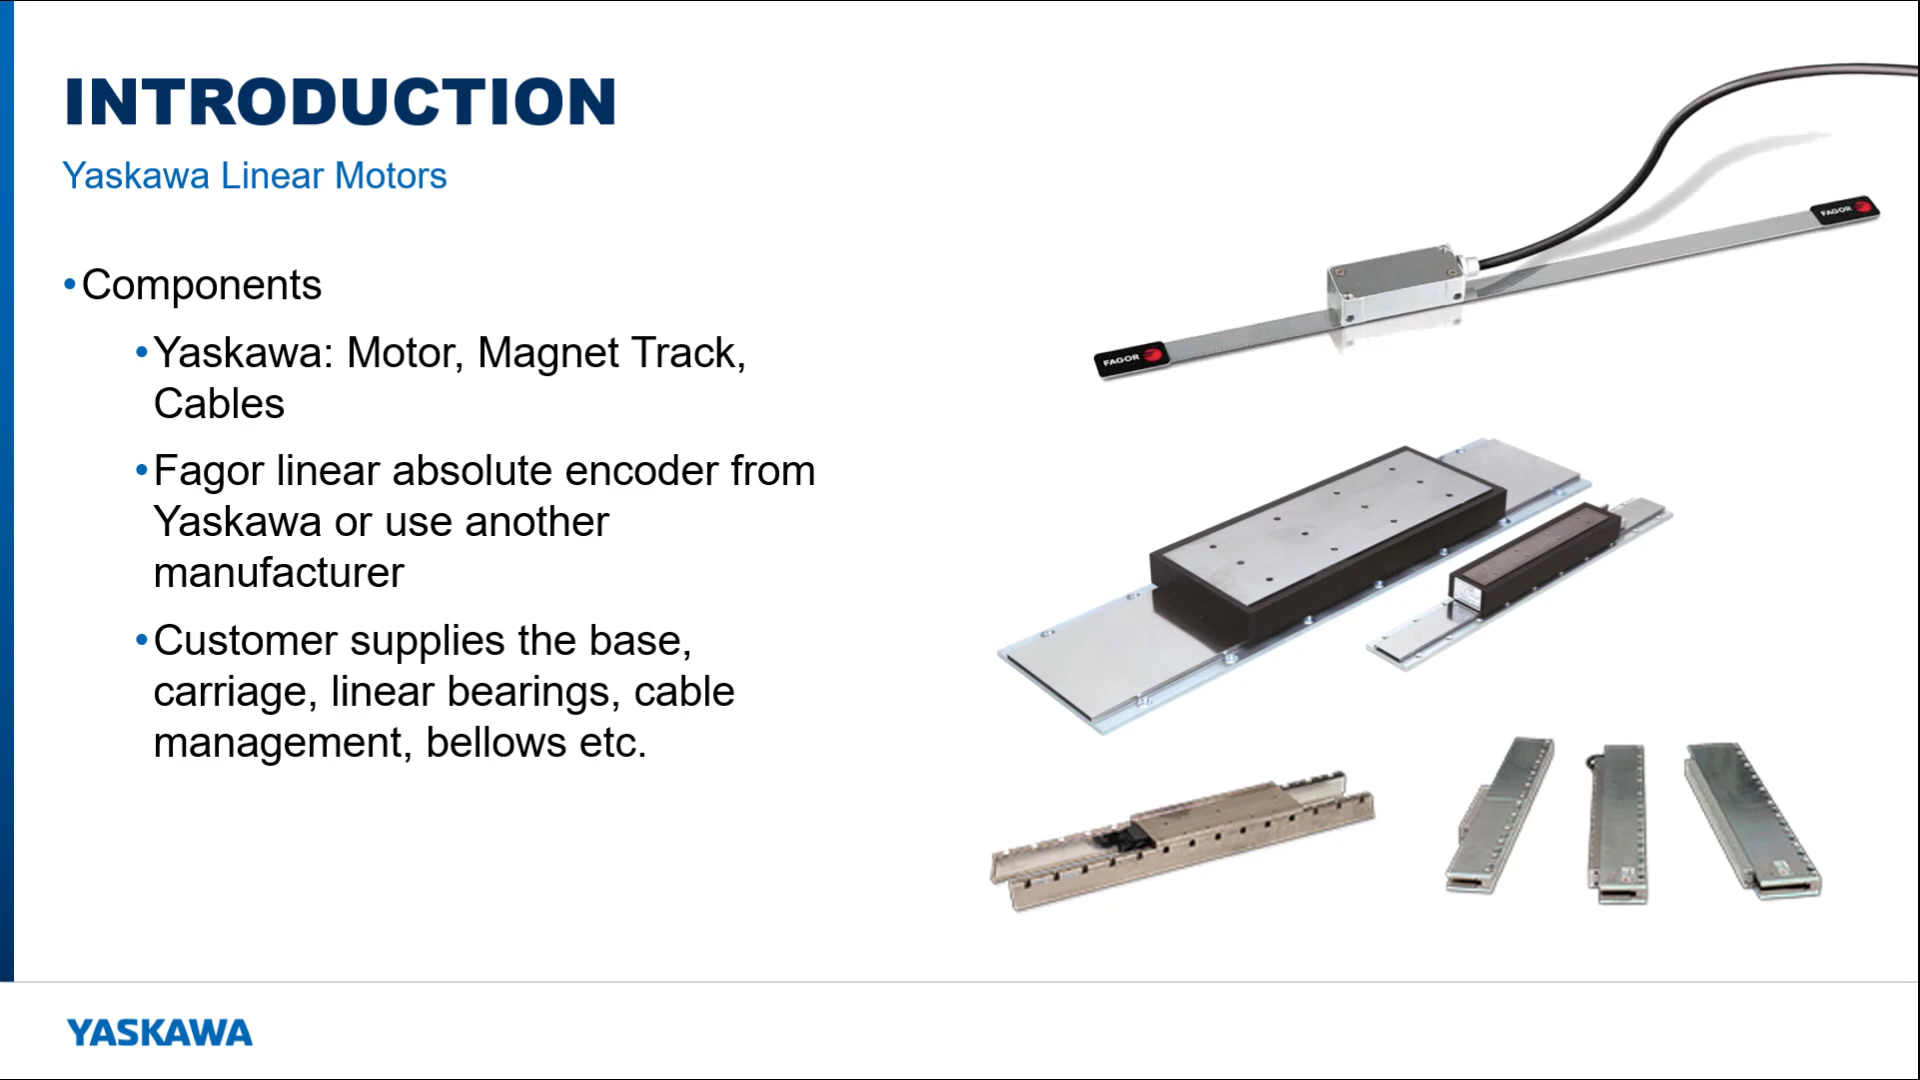 INTRODUCTION
Yaskawa Linear Motors
•Components
•Yaskawa: Motor, Magnet Track,
Cables
•Fagor linear absolute encoder from
Yaskawa or use another
manufacturer
•Customer supplies the base,
carriage, linear bearings, cable
management, bellows etc.
FAGOR
FAGOR
YASKAWA